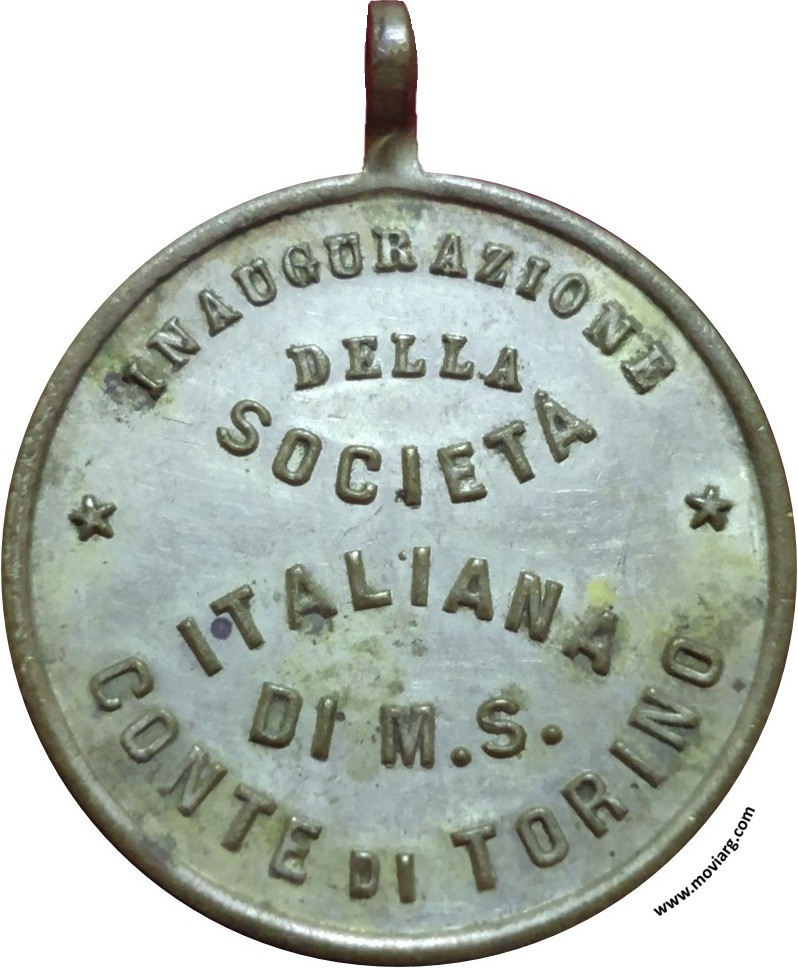 INAUGURAZIONE
DELLA
SOCIETÀ
ITALIANA
DI M.S.
CONTE DI TORINO
www.moviarg.com